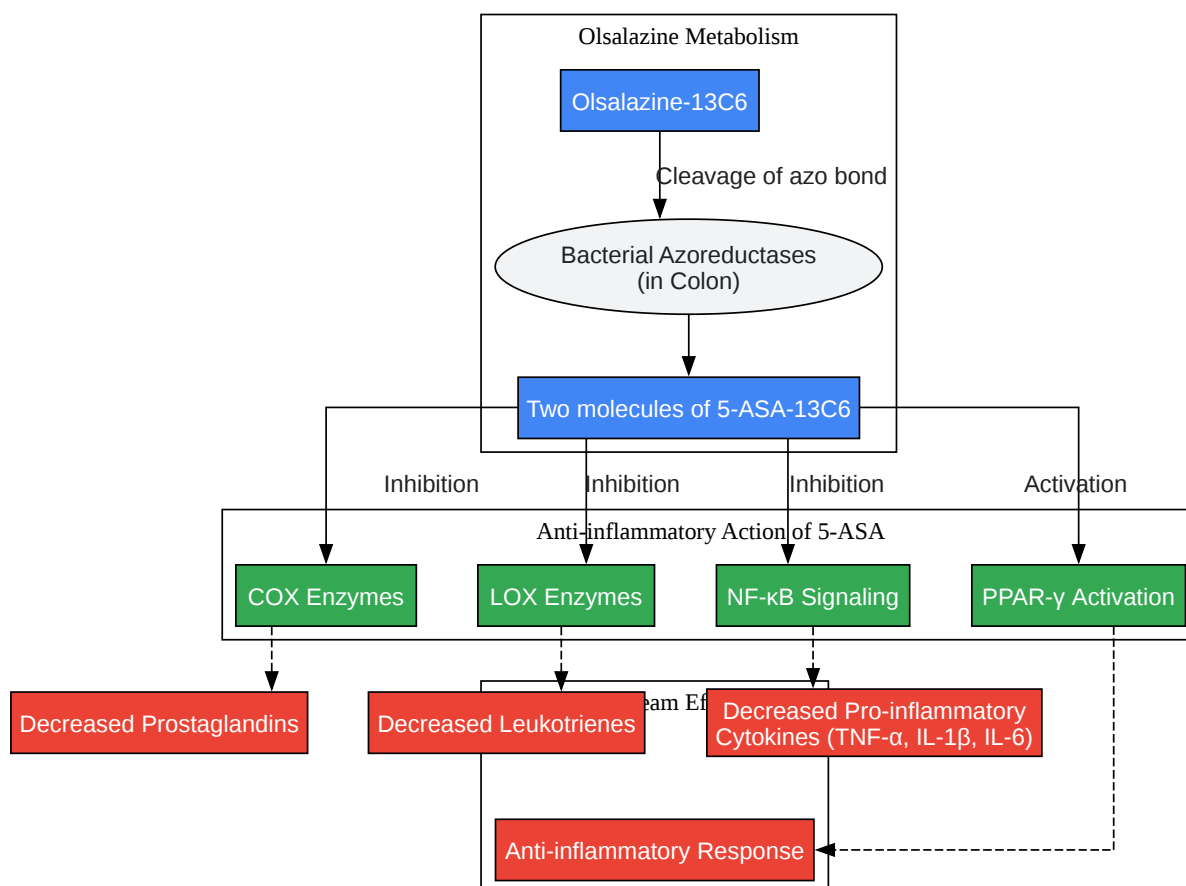 Olsalazine Metabolism
Olsalazine-13C6
Cleavage of azo bond
Bacterial Azoreductases
(in Colon)
Two molecules of 5-ASA-13C6
Inhibition
Inhibition
Inhibition
Activation
Anti-inflammatory Action of 5-ASA
COX Enzymes
LOX Enzymes
NF-κB Signaling
PPAR-γ Activation
Decreased Prostaglandins
Decreased Leukotrienes
Decreased Pro-inflammatory
Cytokines (TNF-α, IL-1β, IL-6)
Anti-inflammatory Response